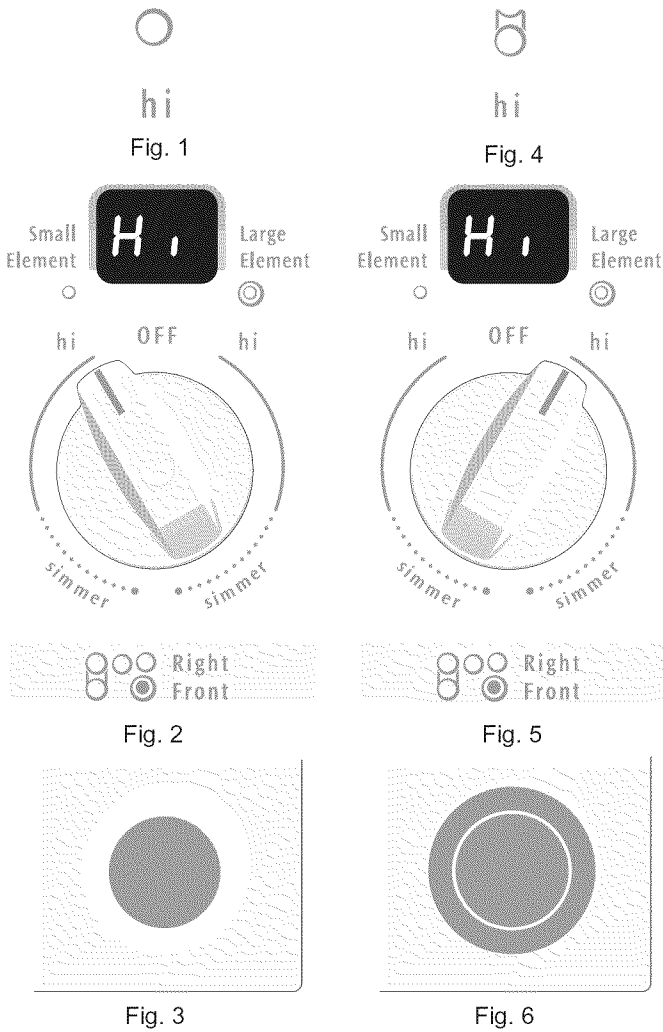 hi
Fig. 1
hi
Fig. 4
Small
Element
Hi
Large
Element
hi
OFF
hi
simmer
simmer
Right
Front
Fig. 2
Small
Element
Hi
Large
Element
hi
OFF
hi
simmer
simmer
Right
Front
Fig. 5
Fig. 3
Fig. 6